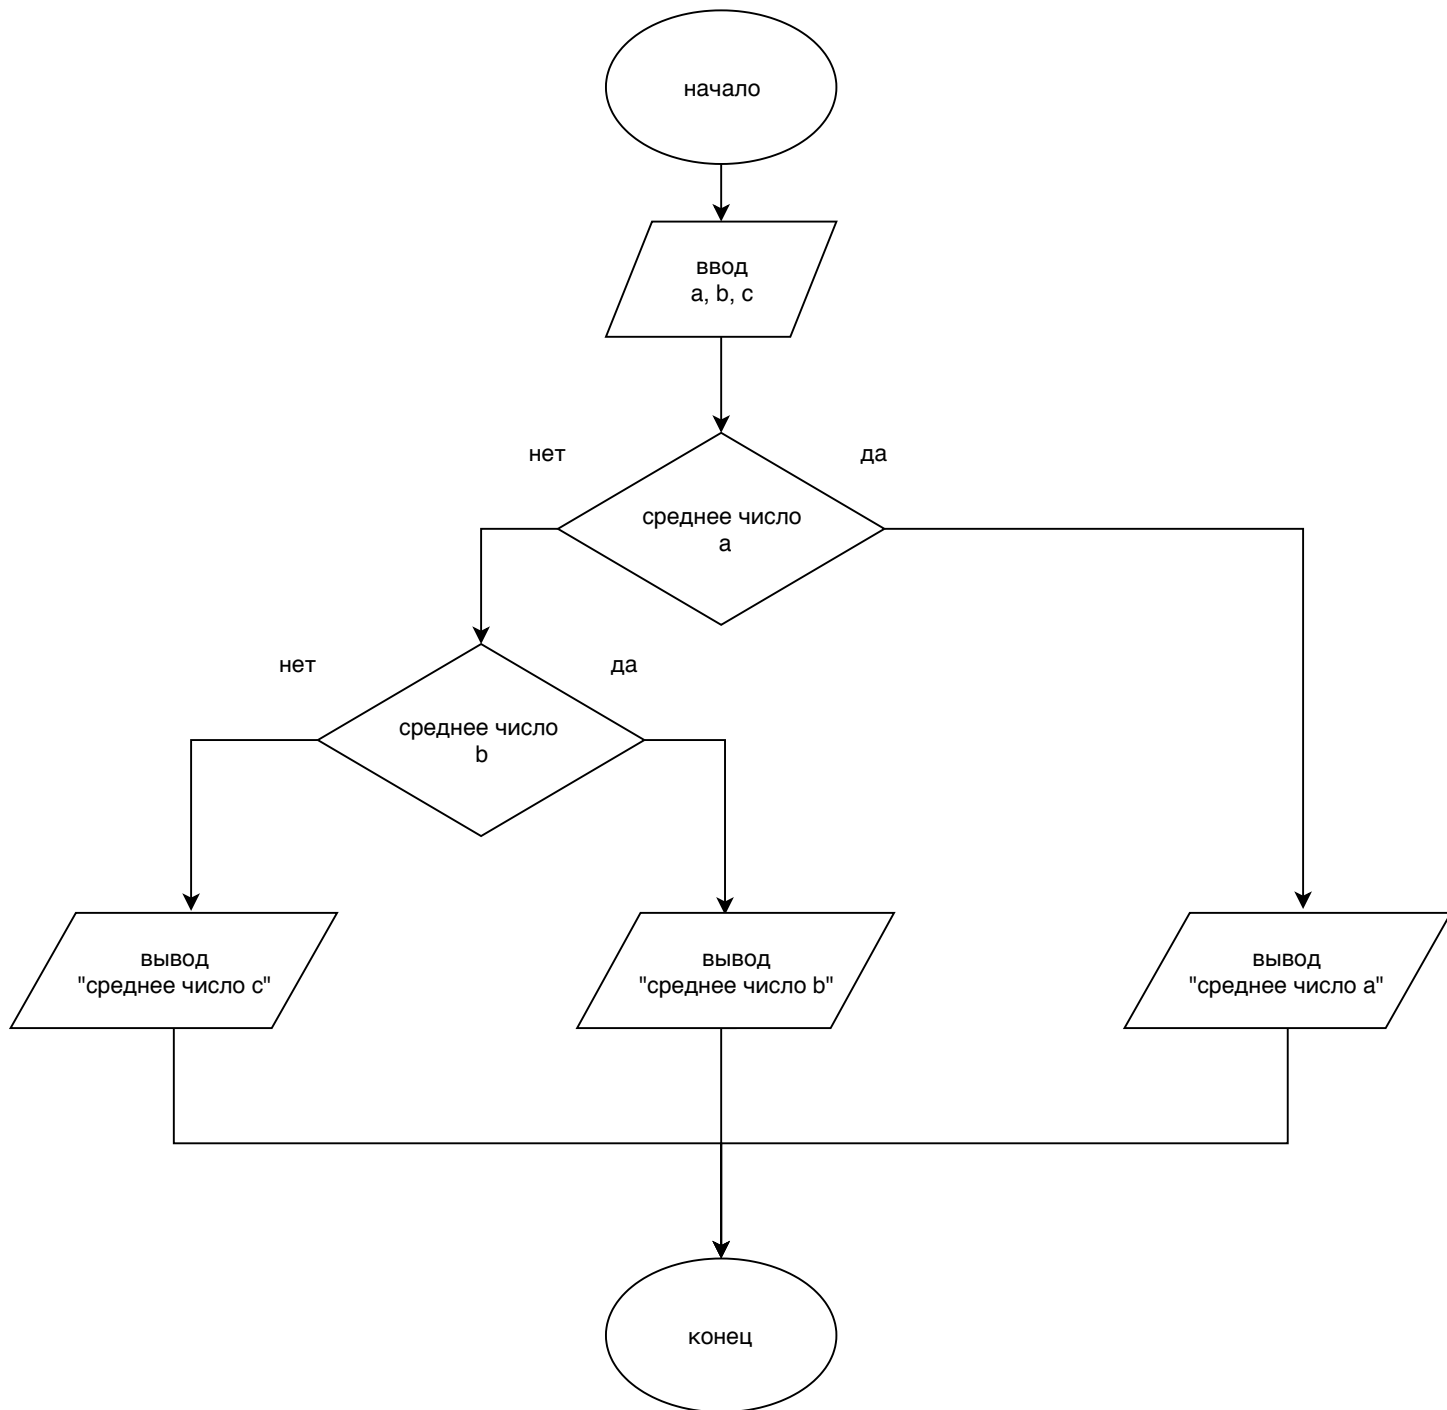 начало
ввод
a, b, c
нет
да
среднее число
a
нет
да
среднее число
b
вывод
"среднее число c"
вывод
"среднее число b"
вывод
"среднее число a"
конец